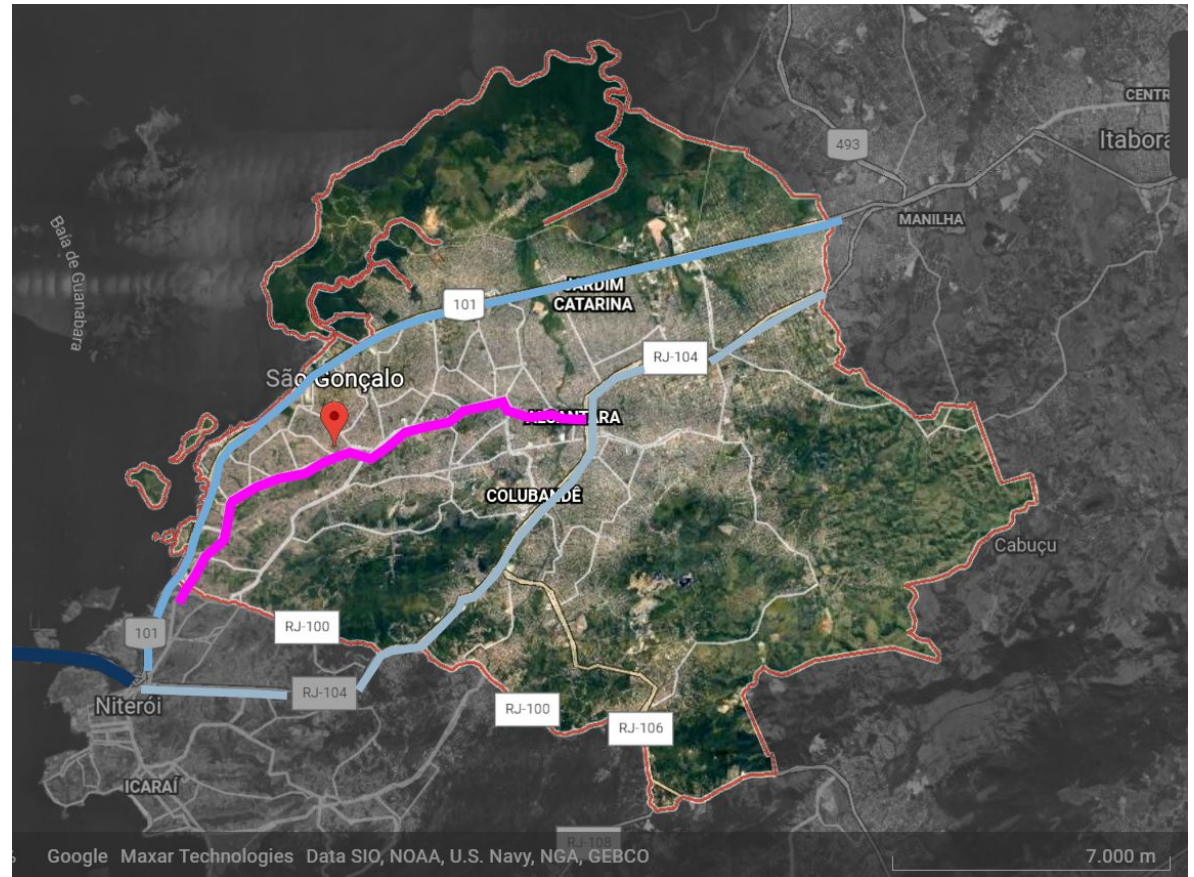 CENTR
Itabora
493
MANILHA
Baía de Guanabara
101
JARDIM
CATARINA
RJ-104
São Gonçalo
ALCANTARA
COLUBANDÊ
Cabuçu
RJ-100
101
RJ-104
Niterói
RJ-100
RJ-106
ICARAÍ
RJ-108
Google Maxar Technologies Data SIO, NOAA, U.S. Navy, NGA, GEBCO
7.000 m